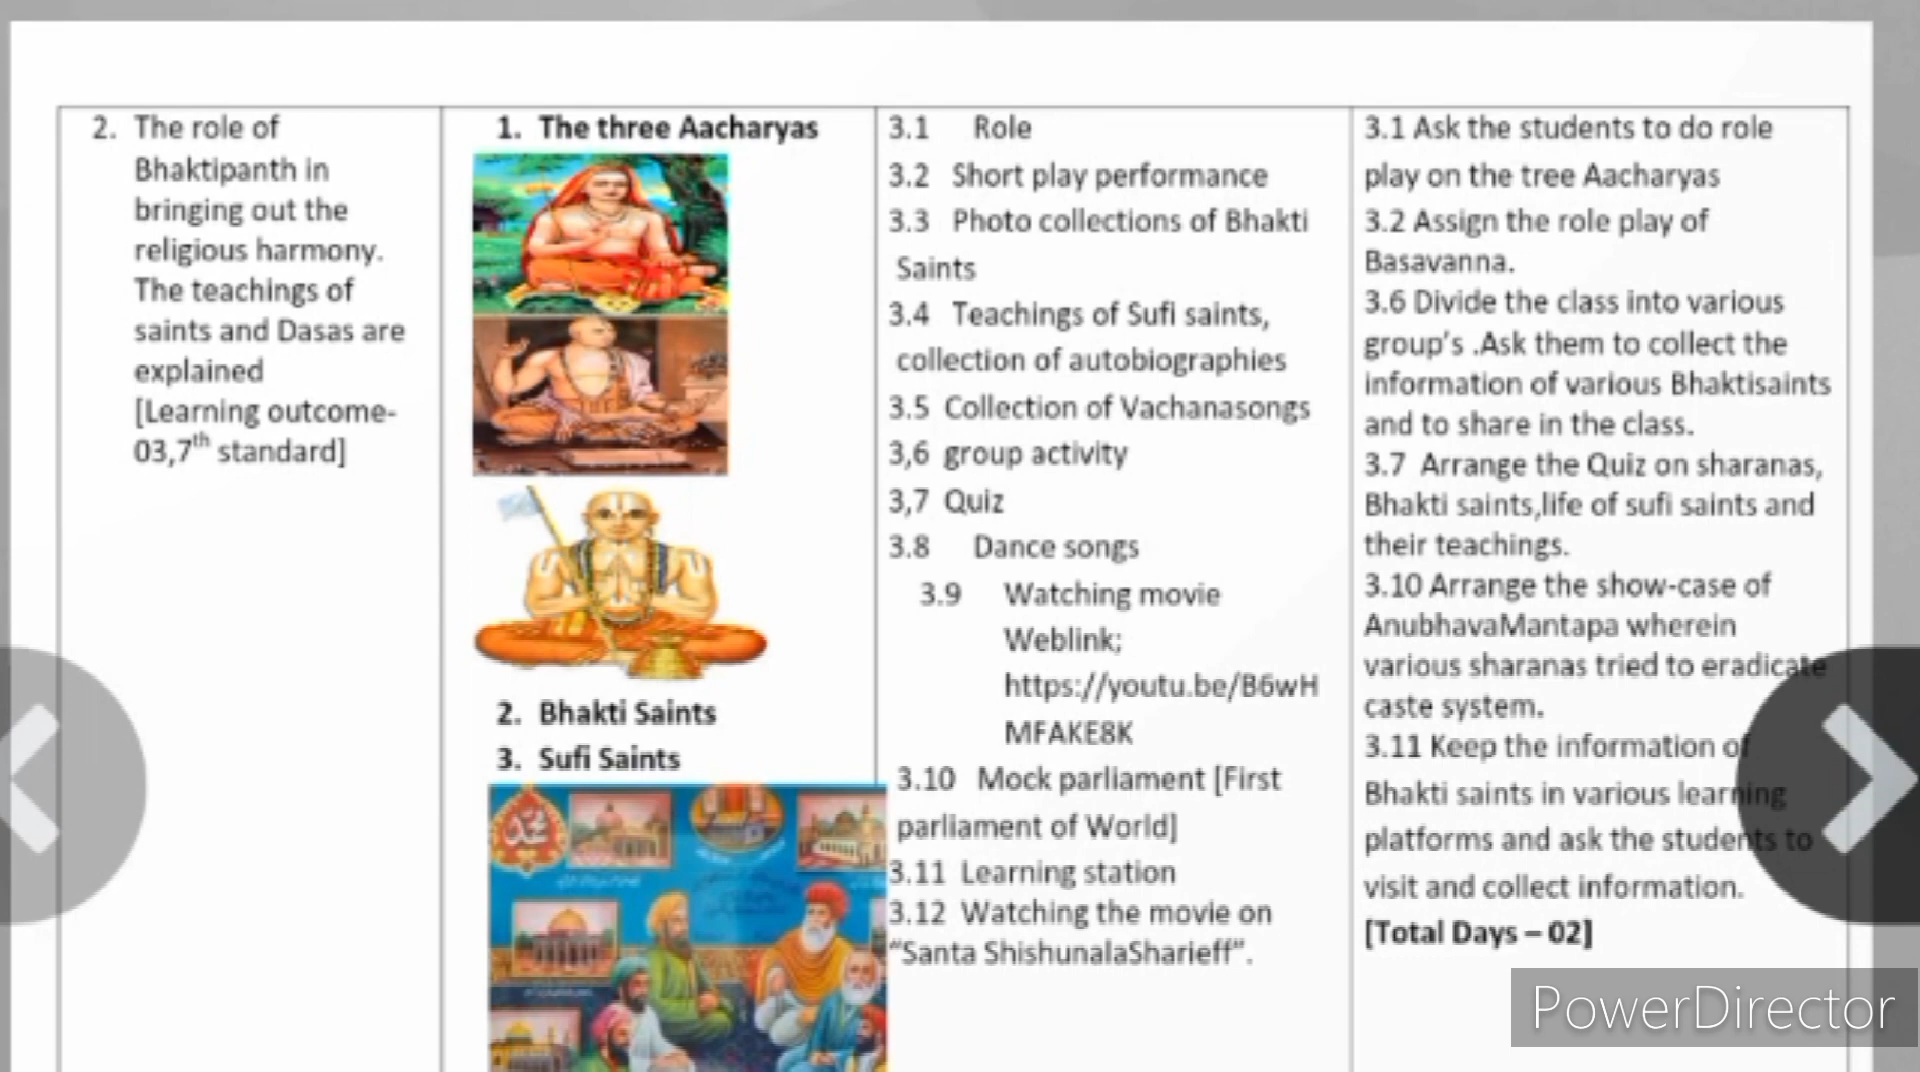 2. The role of
Bhaktipanth in
bringing out the
religious harmony.
The teachings of
saints and Dasas are
explained
[Learning outcome-
03,7th standard]
1. The three Aacharyas
2. Bhakti Saints
3. Sufi Saints
3.1 Role
3.2 Short play performance
3.3 Photo collections of Bhakti
Saints
3.4 Teachings of Sufi saints,
collection of autobiographies
3.5 Collection of Vachanasongs
3,6 group activity
3,7 Quiz
3.8 Dance songs
3.9 Watching movie
Weblink;
https://youtu.be/B6wH
MFAKE8K
3.10 Mock parliament [First
parliament of World]
3.11 Learning station
3.12 Watching the movie on
“Santa ShishunalaSharieff”.
3.1 Ask the students to do role
play on the tree Aacharyas
3.2 Assign the role play of
Basavanna.
3.6 Divide the class into various
group's .Ask them to collect the
information of various Bhaktisaints
and to share in the class.
3.7 Arrange the Quiz on sharanas,
Bhakti saints,life of sufi saints and
their teachings.
3.10 Arrange the show-case of
AnubhavaMantapa wherein
various sharanas tried to eradicate
caste system.
3.11 Keep the information of
Bhakti saints in various learning
platforms and ask the students to
visit and collect information.
[Total Days – 02]
PowerDirector